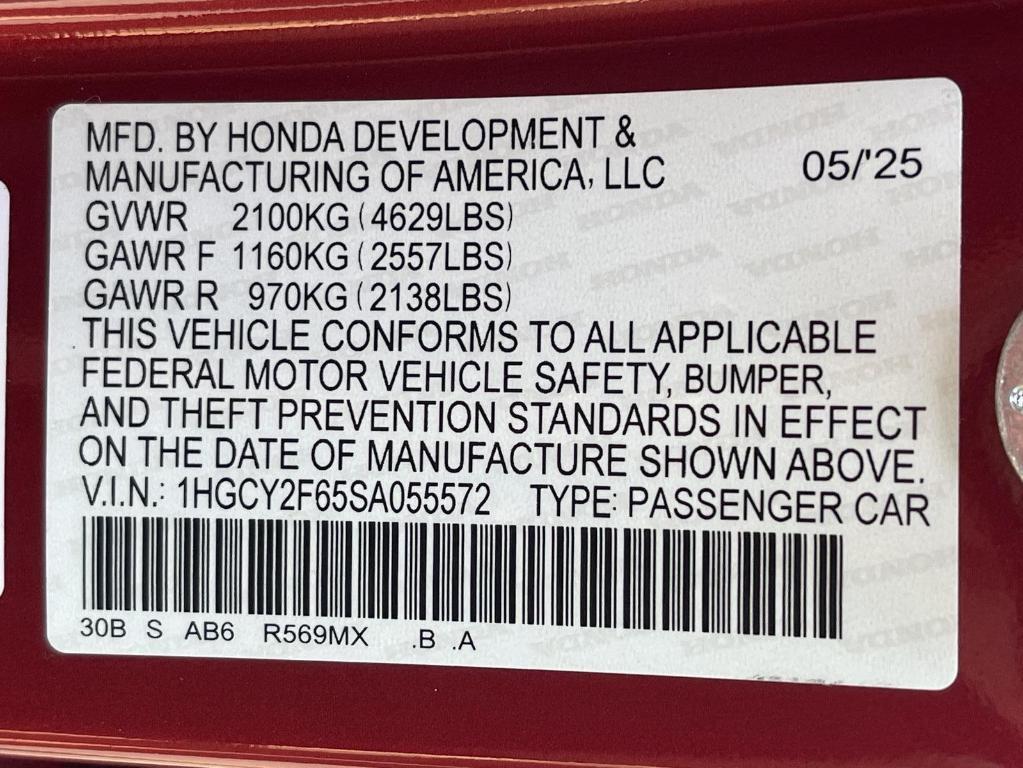 MFD. BY HONDA DEVELOPMENT &
MANUFACTURING OF AMERICA, LLC 05/'25
GVWR 2100KG (4629LBS)
GAWR F 1160KG (2557LBS)
GAWR R 970KG (2138LBS)
THIS VEHICLE CONFORMS TO ALL APPLICABLE
FEDERAL MOTOR VEHICLE SAFETY, BUMPER,
AND THEFT PREVENTION STANDARDS IN EFFECT
ON THE DATE OF MANUFACTURE SHOWN ABOVE.
V.I.N.: 1HGCY2F65SA055572 TYPE: PASSENGER CAR
30B S AB6 R569MX .B .A